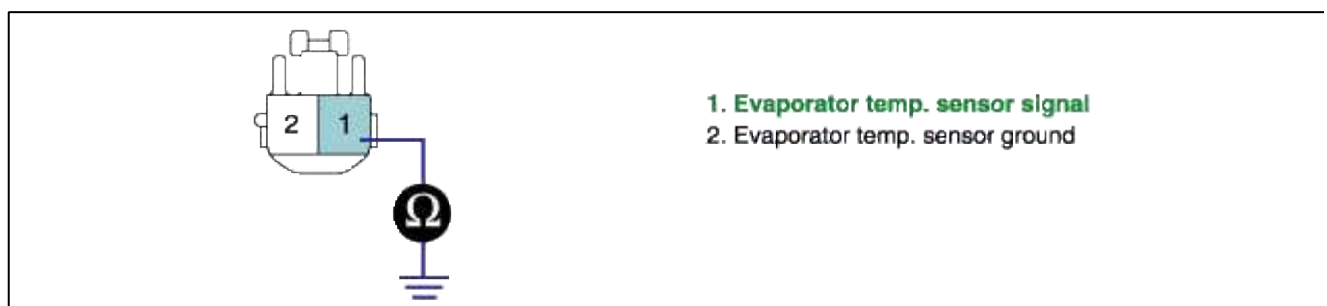 2 1
1. Evaporator temp. sensor signal
2. Evaporator temp. sensor ground
Ω